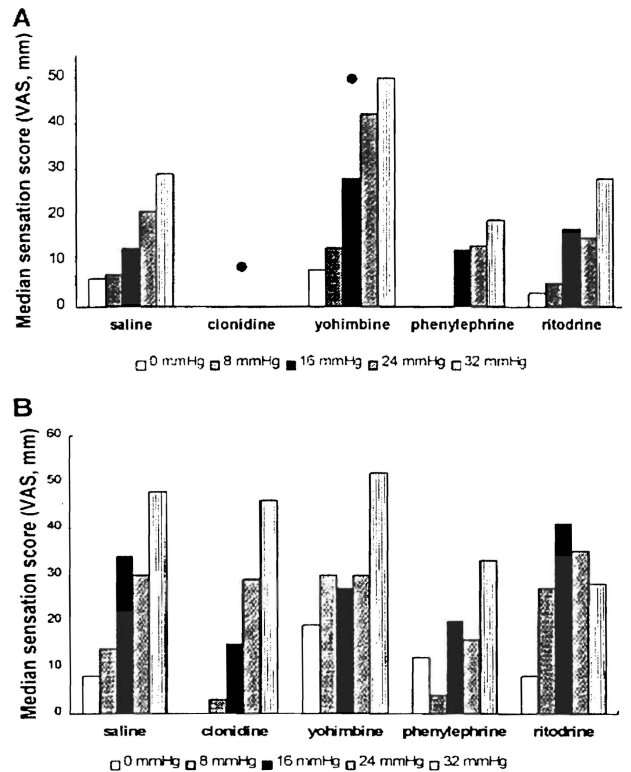 A
Median sensation score (VAS, mm)
50
40
30
20
10
0
saline clonidine yohimbine phenylephrine ritodrine
0 mmHg 8 mmHg 16 mmHg 24 mmHg 32 mmHg
B
Median sensation score (VAS, mm)
60
50
40
30
20
10
0
saline clonidine yohimbine phenylephrine ritodrine
0 mmHg 8 mmHg 16 mmHg 24 mmHg 32 mmHg